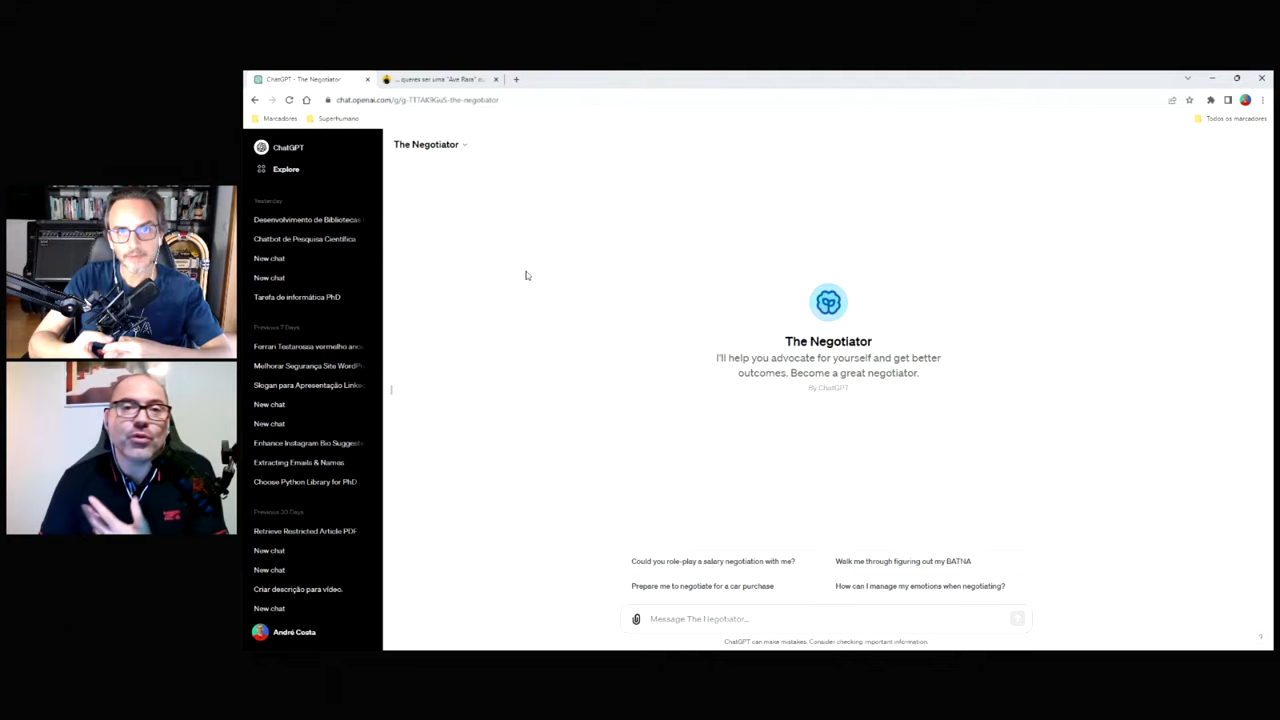 ChatGPT - The Negotiator
... queres ser uma "Ave Rara" ou
chat.openai.com/g/g-TTTAK9GuS-the-negotiator
Marcadores
Superhumano
Todos os marcadores
ChatGPT
Explore
Yesterday
Desenvolvimento de Bibliotecas
Chatbot de Pesquisa Científica
New chat
New chat
Tarefa de informática PhD
Previous 7 Days
Ferrari Testarossa vermelho ano
Melhorar Segurança Site WordPr
Slogan para Apresentação Linke
New chat
New chat
Enhance Instagram Bio Suggest
Extracting Emails & Names
Choose Python Library for PhD
Previous 30 Days
Retrieve Restricted Article PDF
New chat
New chat
Criar descrição para vídeo.
New chat
André Costa
The Negotiator
The Negotiator
I'll help you advocate for yourself and get better
outcomes. Become a great negotiator.
By ChatGPT
Could you role-play a salary negotiation with me?
Walk me through figuring out my BATNA
Prepare me to negotiate for a car purchase
How can I manage my emotions when negotiating?
Message The Negotiator...
ChatGPT can make mistakes. Consider checking important information.
?